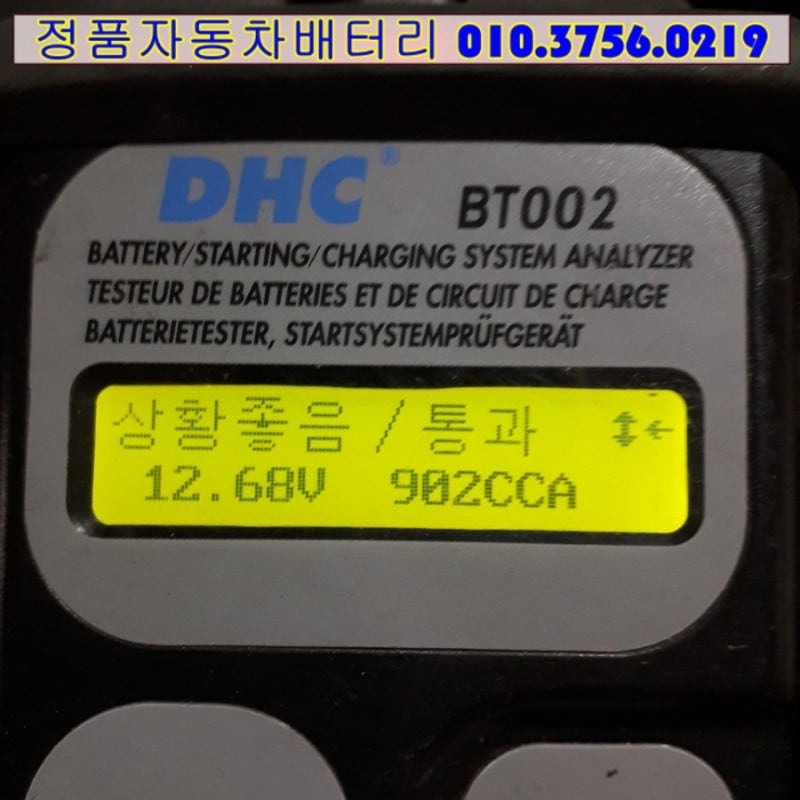 정품자동차배터리 010.3756.0219
DHC® BT002
BATTERY/STARTING/CHARGING SYSTEM ANALYZER
TESTEUR DE BATTERIES ET DE CIRCUIT DE CHARGE
BATTERIETESTER, STARTSYSTEMPRÜFGERÄT
상황좋음 / 통과 ↕←
12.68V 902CCA